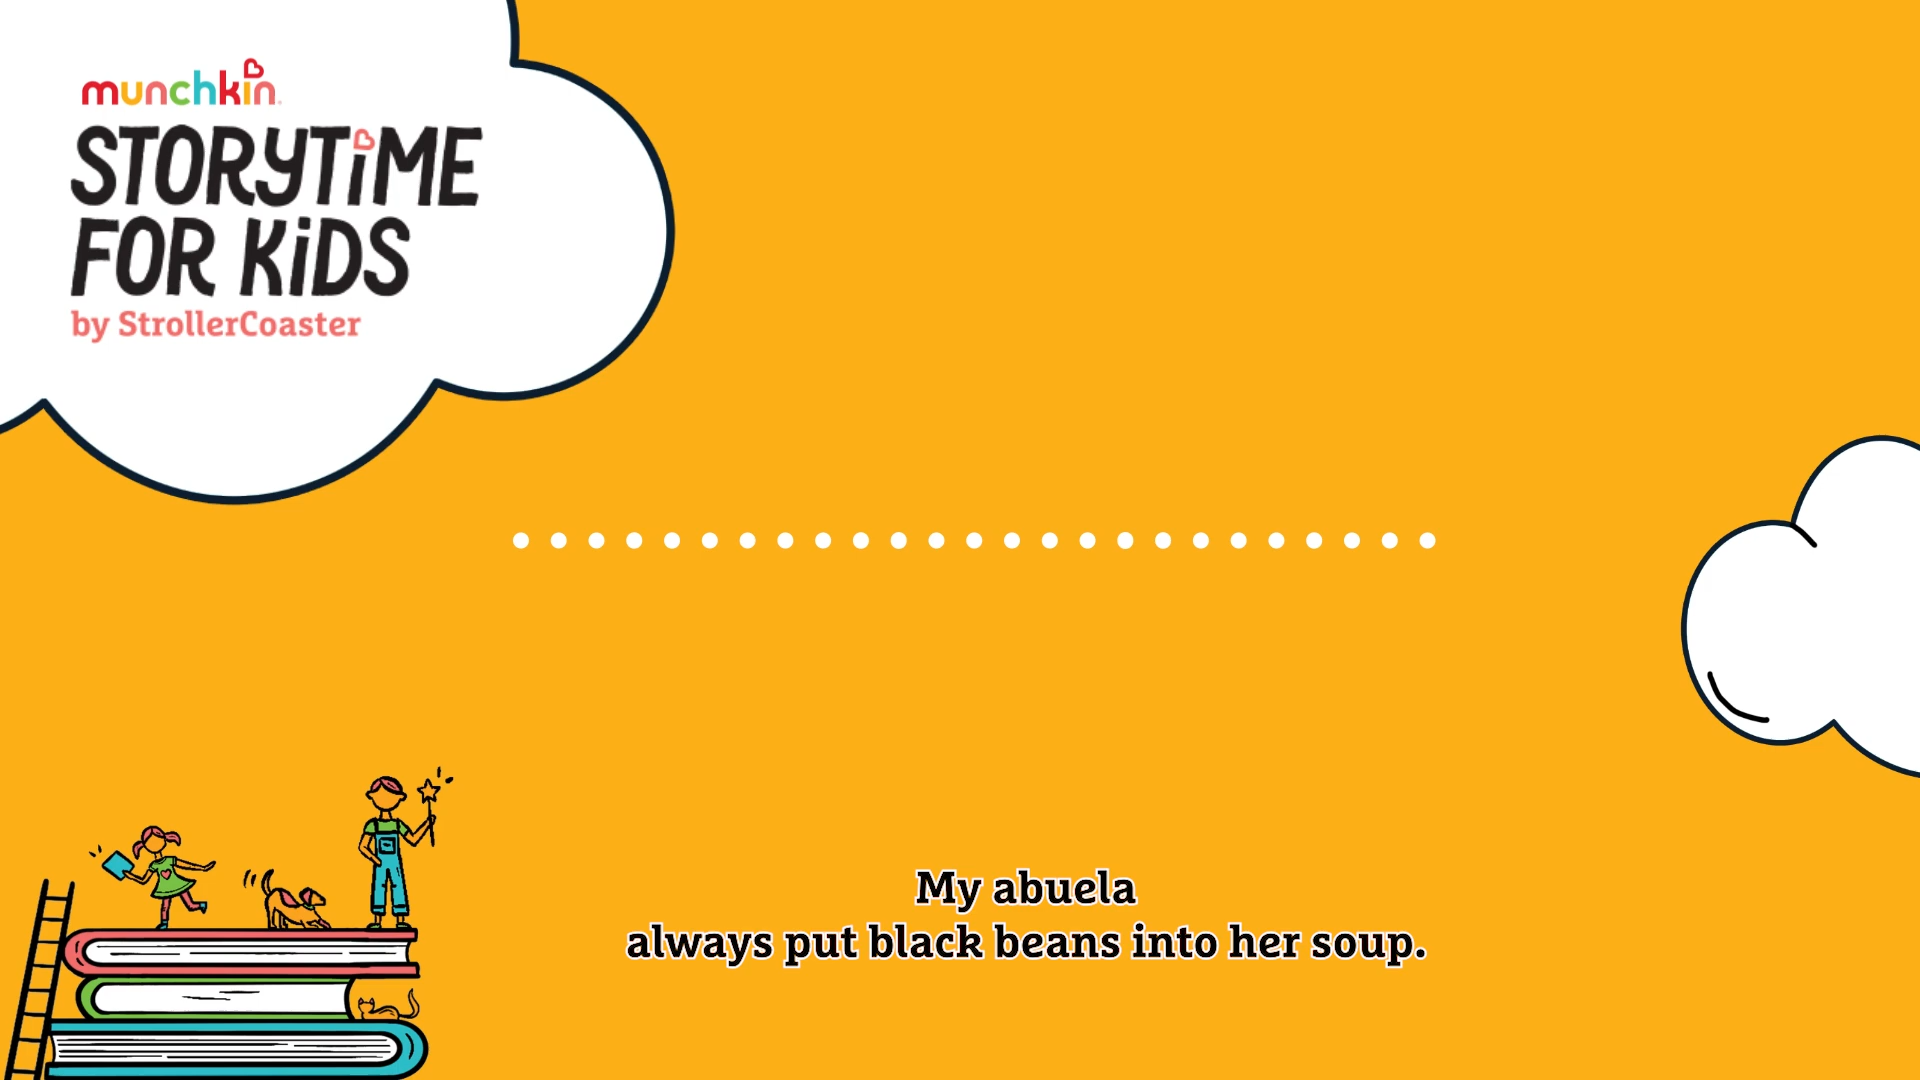 munchkin
STORYTiME
FOR KiDS
by StrollerCoaster
My abuela
always put black beans into her soup.